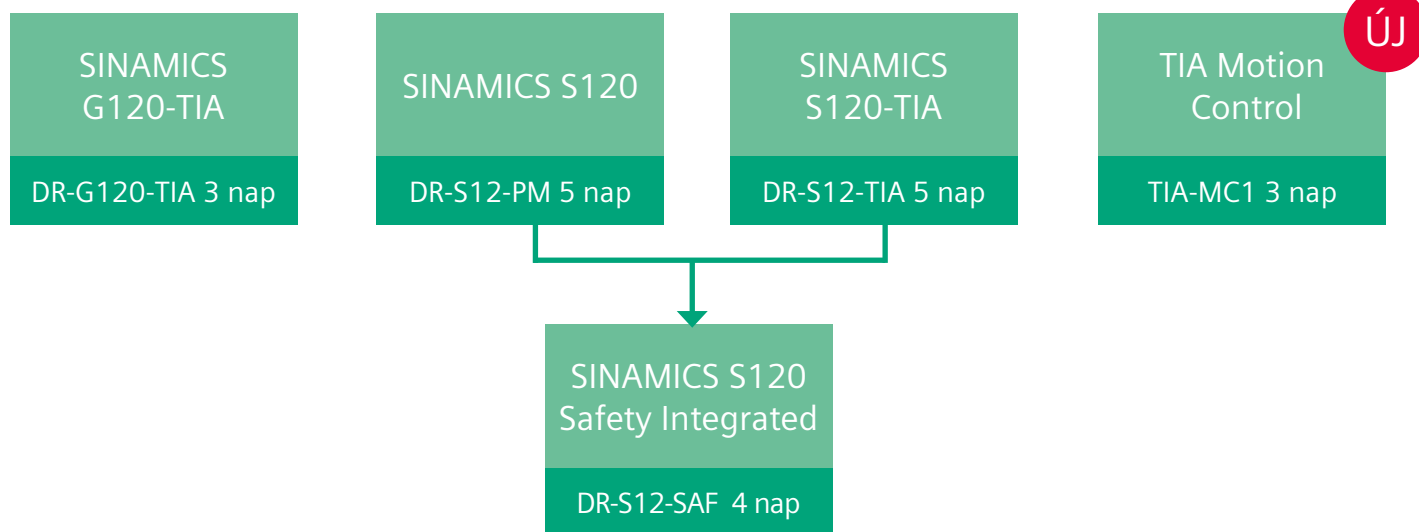 SINAMICS
G120-TIA
DR-G120-TIA 3 nap
SINAMICS S120
DR-S12-PM 5 nap
SINAMICS
S120-TIA
DR-S12-TIA 5 nap
ÚJ
TIA Motion
Control
TIA-MC1 3 nap
SINAMICS S120
Safety Integrated
DR-S12-SAF 4 nap